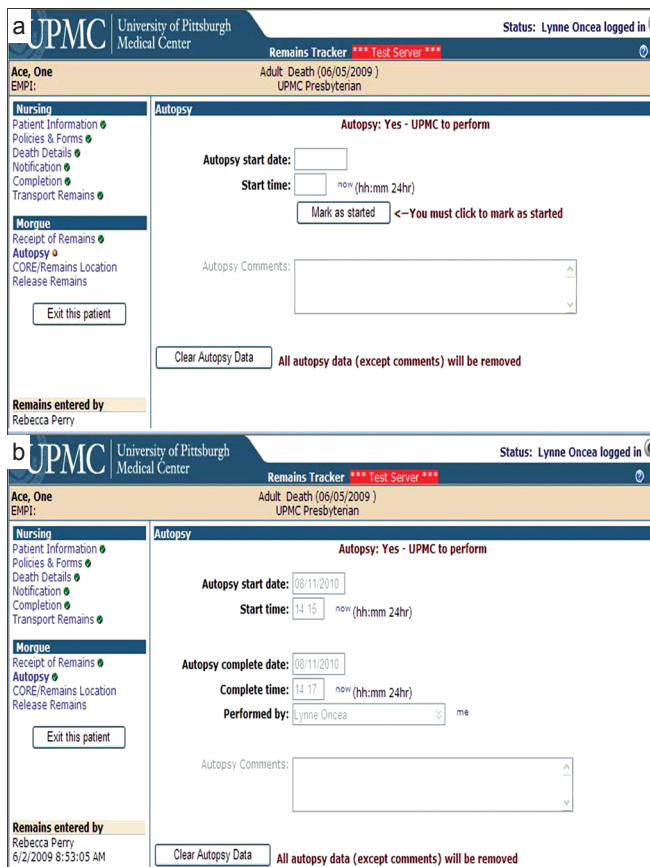 a
UPMC University of Pittsburgh Medical Center
Status: Lynne Oncea logged in
Remains Tracker *** Test Server ***
Ace, One
Adult Death (06/05/2009 )
EMPI:
UPMC Presbyterian
Nursing
Patient Information
Policies & Forms
Death Details
Notification
Completion
Transport Remains
Morgue
Receipt of Remains
Autopsy
CORE/Remains Location
Release Remains
Exit this patient
Remains entered by
Rebecca Perry
Autopsy
Autopsy: Yes - UPMC to perform
Autopsy start date:
Start time: now (hh:mm 24hr)
Mark as started <--You must click to mark as started
Autopsy Comments:
Clear Autopsy Data All autopsy data (except comments) will be removed
b
UPMC University of Pittsburgh Medical Center
Status: Lynne Oncea logged in
Remains Tracker *** Test Server ***
Ace, One
Adult Death (06/05/2009 )
EMPI:
UPMC Presbyterian
Nursing
Patient Information
Policies & Forms
Death Details
Notification
Completion
Transport Remains
Morgue
Receipt of Remains
Autopsy
CORE/Remains Location
Release Remains
Exit this patient
Remains entered by
Rebecca Perry
6/2/2009 8:53:05 AM
Autopsy
Autopsy: Yes - UPMC to perform
Autopsy start date: 08/11/2010
Start time: 14 15 now (hh:mm 24hr)
Autopsy complete date: 08/11/2010
Complete time: 14 17 now (hh:mm 24hr)
Performed by: Lynne Oncea me
Autopsy Comments:
Clear Autopsy Data All autopsy data (except comments) will be removed